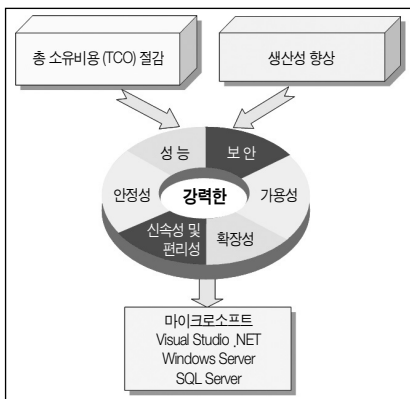 총 소유비용 (TCO) 절감
생산성 향상
성 능
보 안
안정성
강력한
가용성
신속성 및
편리성
확장성
마이크로소프트
Visual Studio .NET
Windows Server
SQL Server